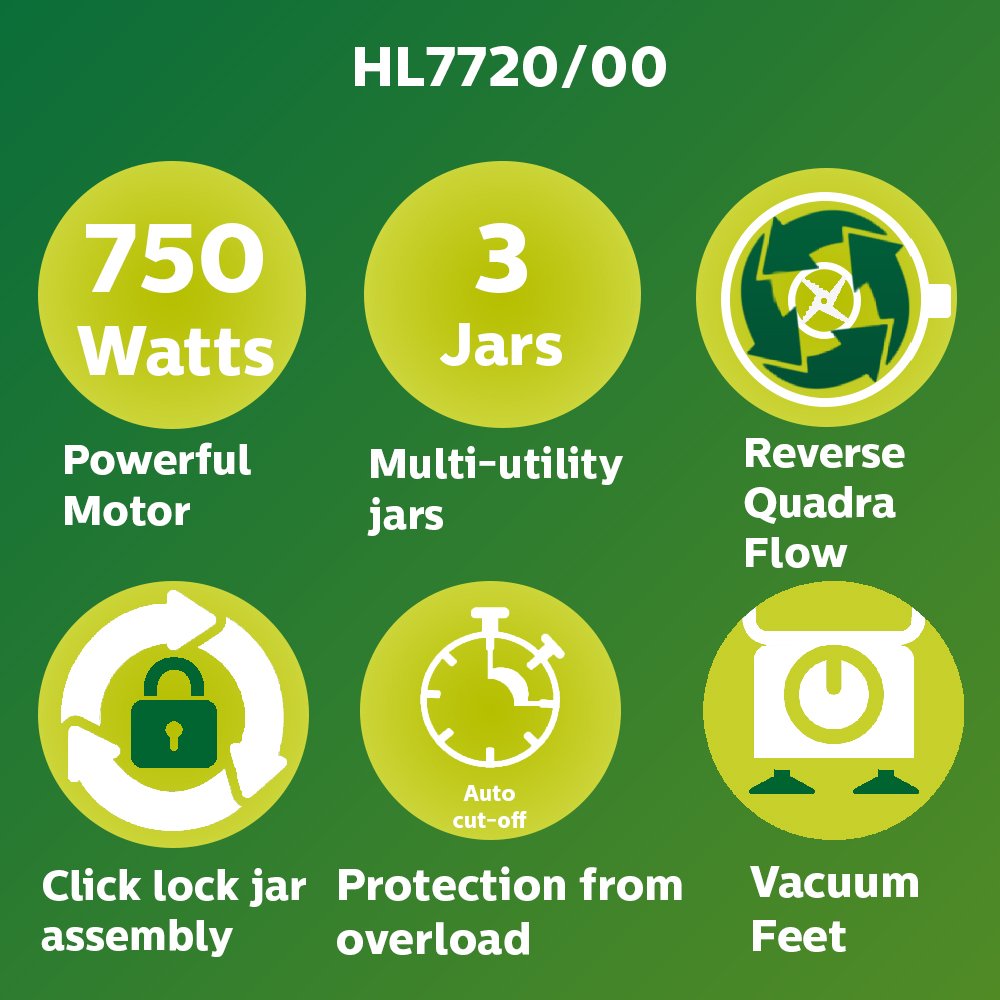 HL7720/00
750
Watts
Powerful
Motor
3
Jars
Multi-utility
jars
Reverse
Quadra
Flow
Click lock jar
assembly
Auto
cut-off
Protection from
overload
Vacuum
Feet